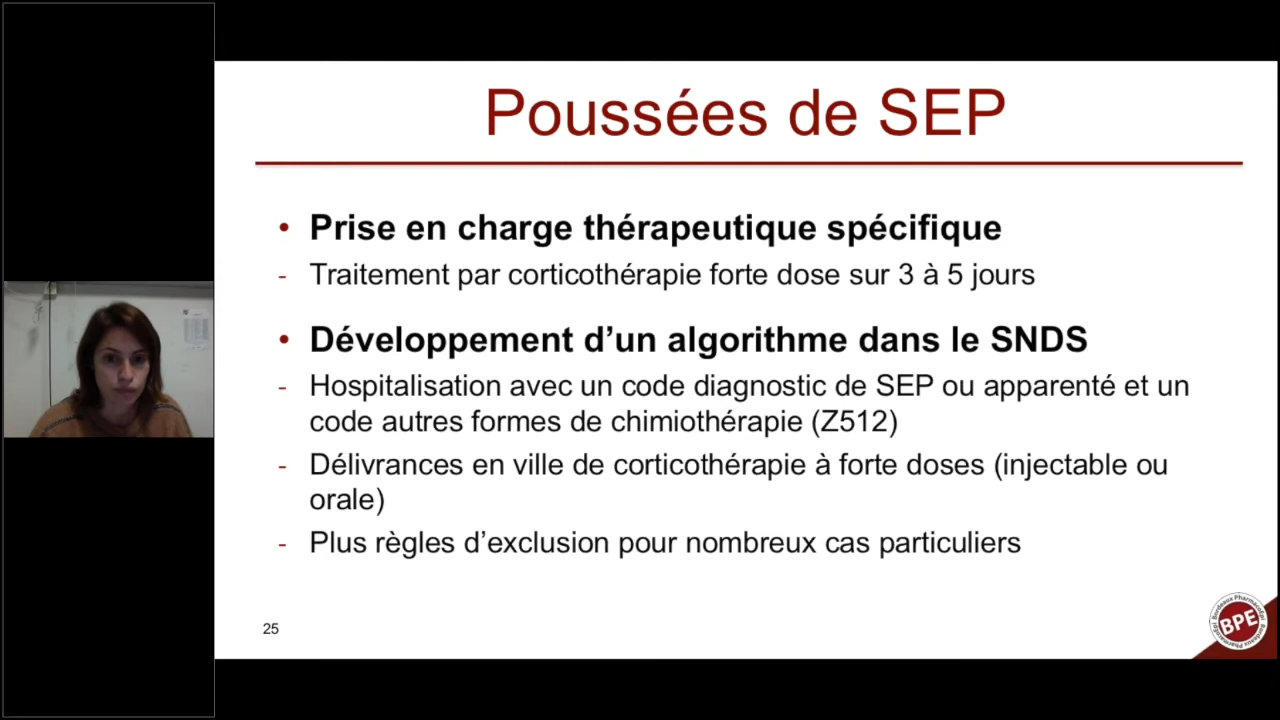 Poussées de SEP
• Prise en charge thérapeutique spécifique
- Traitement par corticothérapie forte dose sur 3 à 5 jours
• Développement d’un algorithme dans le SNDS
- Hospitalisation avec un code diagnostic de SEP ou apparenté et un
code autres formes de chimiothérapie (Z512)
- Délivrances en ville de corticothérapie à forte doses (injectable ou
orale)
- Plus règles d’exclusion pour nombreux cas particuliers
25
BPE